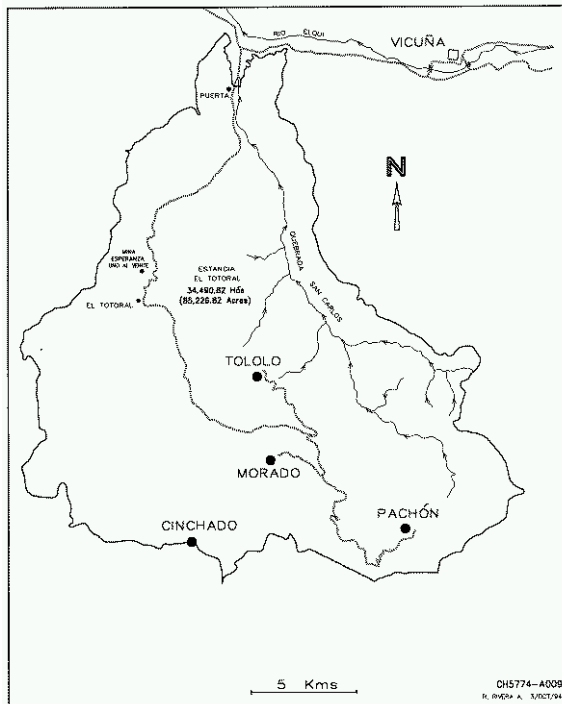 RIO ELQUI
VICUÑA
PUERTA
N
QUEBRADA
SAN CARLOS
MINA
ESPERANZA
UNO AL VEINTE
ESTANCIA
EL TOTORAL
34,490.82 Hás
(85,226.82 Acres)
EL TOTORAL
TOLOLO
MORADO
PACHÓN
CINCHADO
5 Kms
CH5774-A009
R. RIVERA A. 3/OCT/94